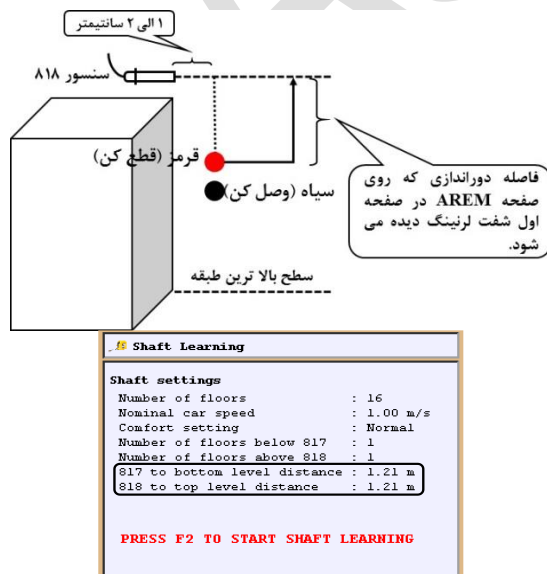 ۱ الی ۲ سانتیمتر
سنسور ۸۱۸
قرمز (قطع کن)
سیاه (وصل کن)
فاصله دوراندازی که روی
صفحه AREM در صفحه
اول شفت لرنینگ دیده می
شود.
سطح بالا ترین طبقه
Shaft Learning
Shaft settings
Number of floors : 16
Nominal car speed : 1.00 m/s
Comfort setting : Normal
Number of floors below 817 : 1
Number of floors above 818 : 1
817 to bottom level distance : 1.21 m
818 to top level distance : 1.21 m
PRESS F2 TO START SHAFT LEARNING